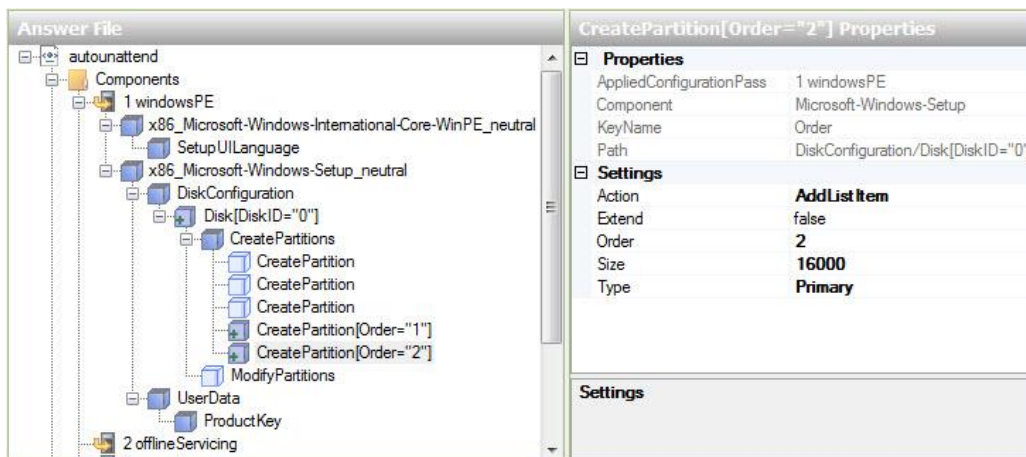 Answer File
autounattend
Components
1 windowsPE
x86_Microsoft-Windows-International-Core-WinPE_neutral
SetupUILanguage
x86_Microsoft-Windows-Setup_neutral
DiskConfiguration
Disk[DiskID="0"]
CreatePartitions
CreatePartition
CreatePartition
CreatePartition
CreatePartition[Order="1"]
CreatePartition[Order="2"]
ModifyPartitions
UserData
ProductKey
2 offlineServicing
CreatePartition[Order="2"] Properties
Properties
AppliedConfigurationPass 1 windowsPE
Component Microsoft-Windows-Setup
KeyName Order
Path DiskConfiguration/Disk[DiskID="0"
Settings
Action AddListItem
Extend false
Order 2
Size 16000
Type Primary
Settings